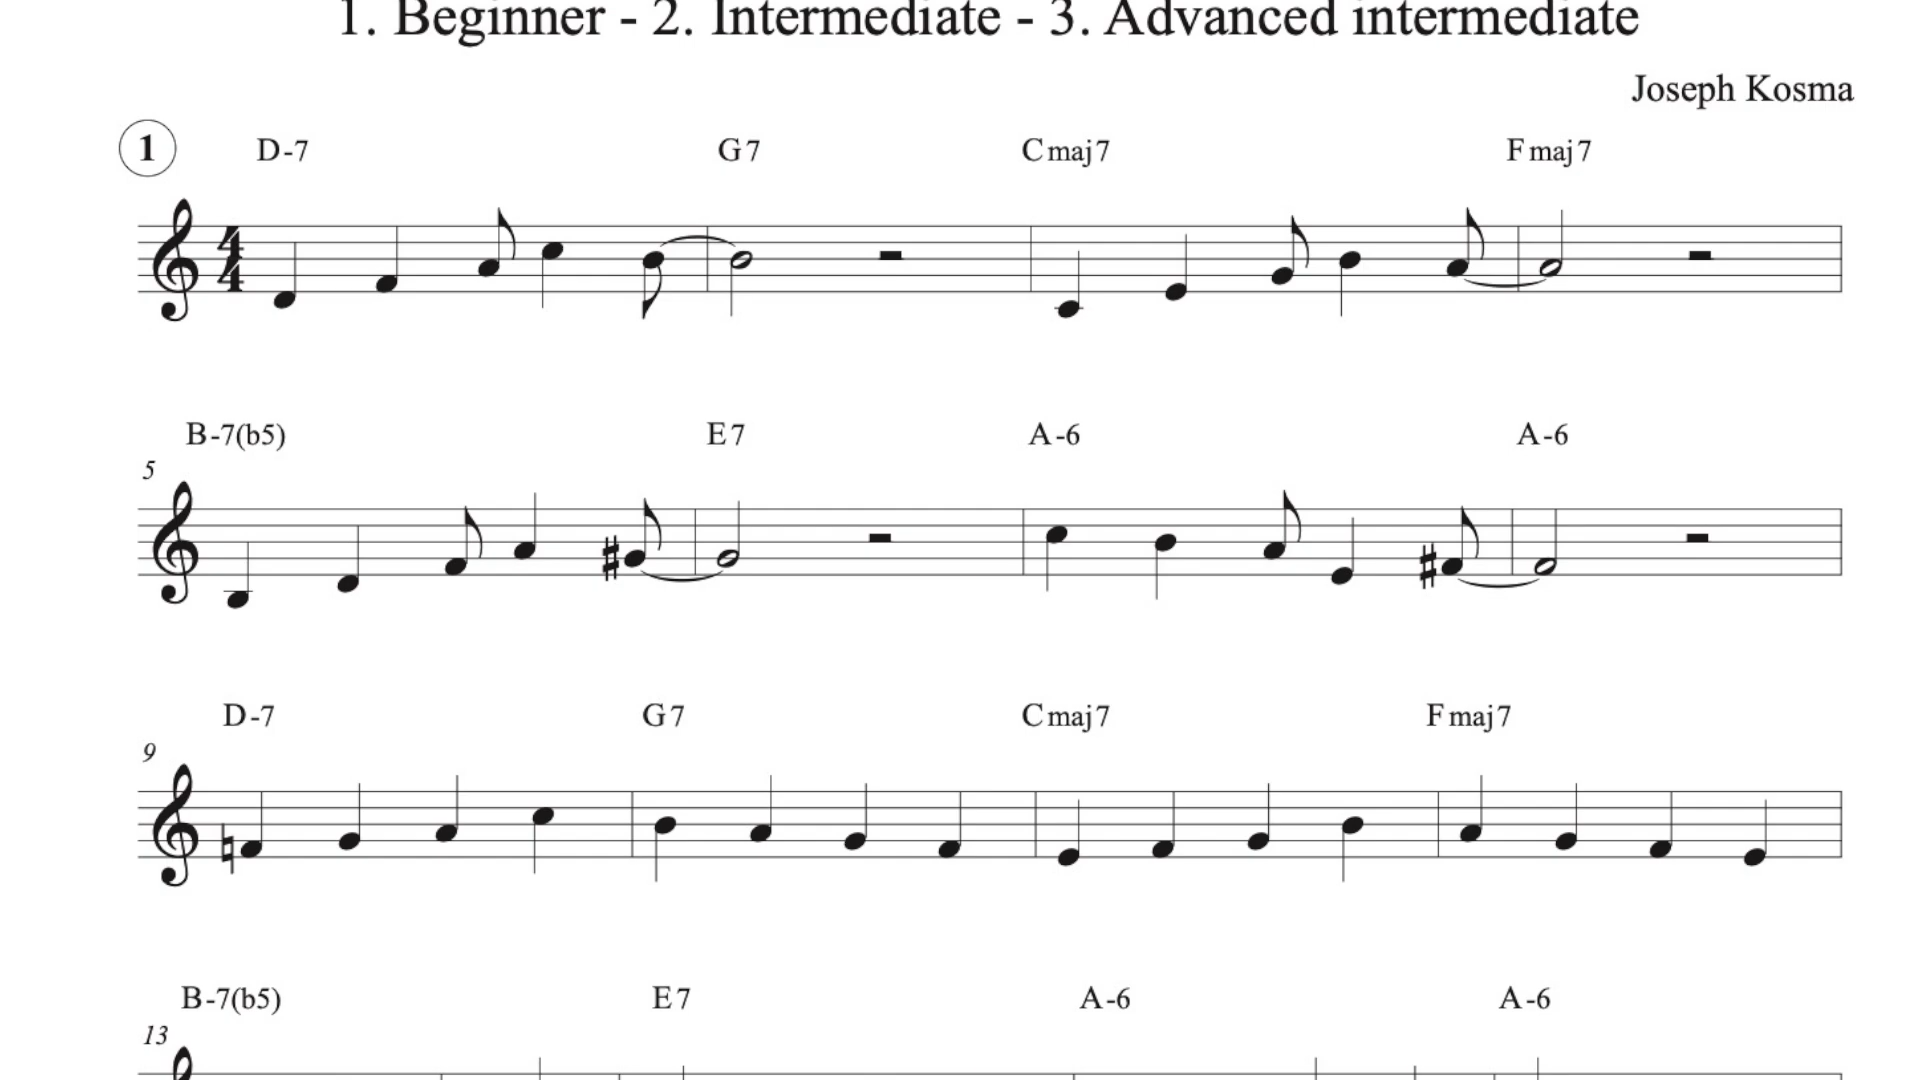 1. Beginner - 2. Intermediate - 3. Advanced intermediate
Joseph Kosma
1 D-7 G7 Cmaj7 Fmaj7
4
4
B-7(b5) E7 A-6 A-6
5
D-7 G7 Cmaj7 Fmaj7
9
B-7(b5) E7 A-6 A-6
13